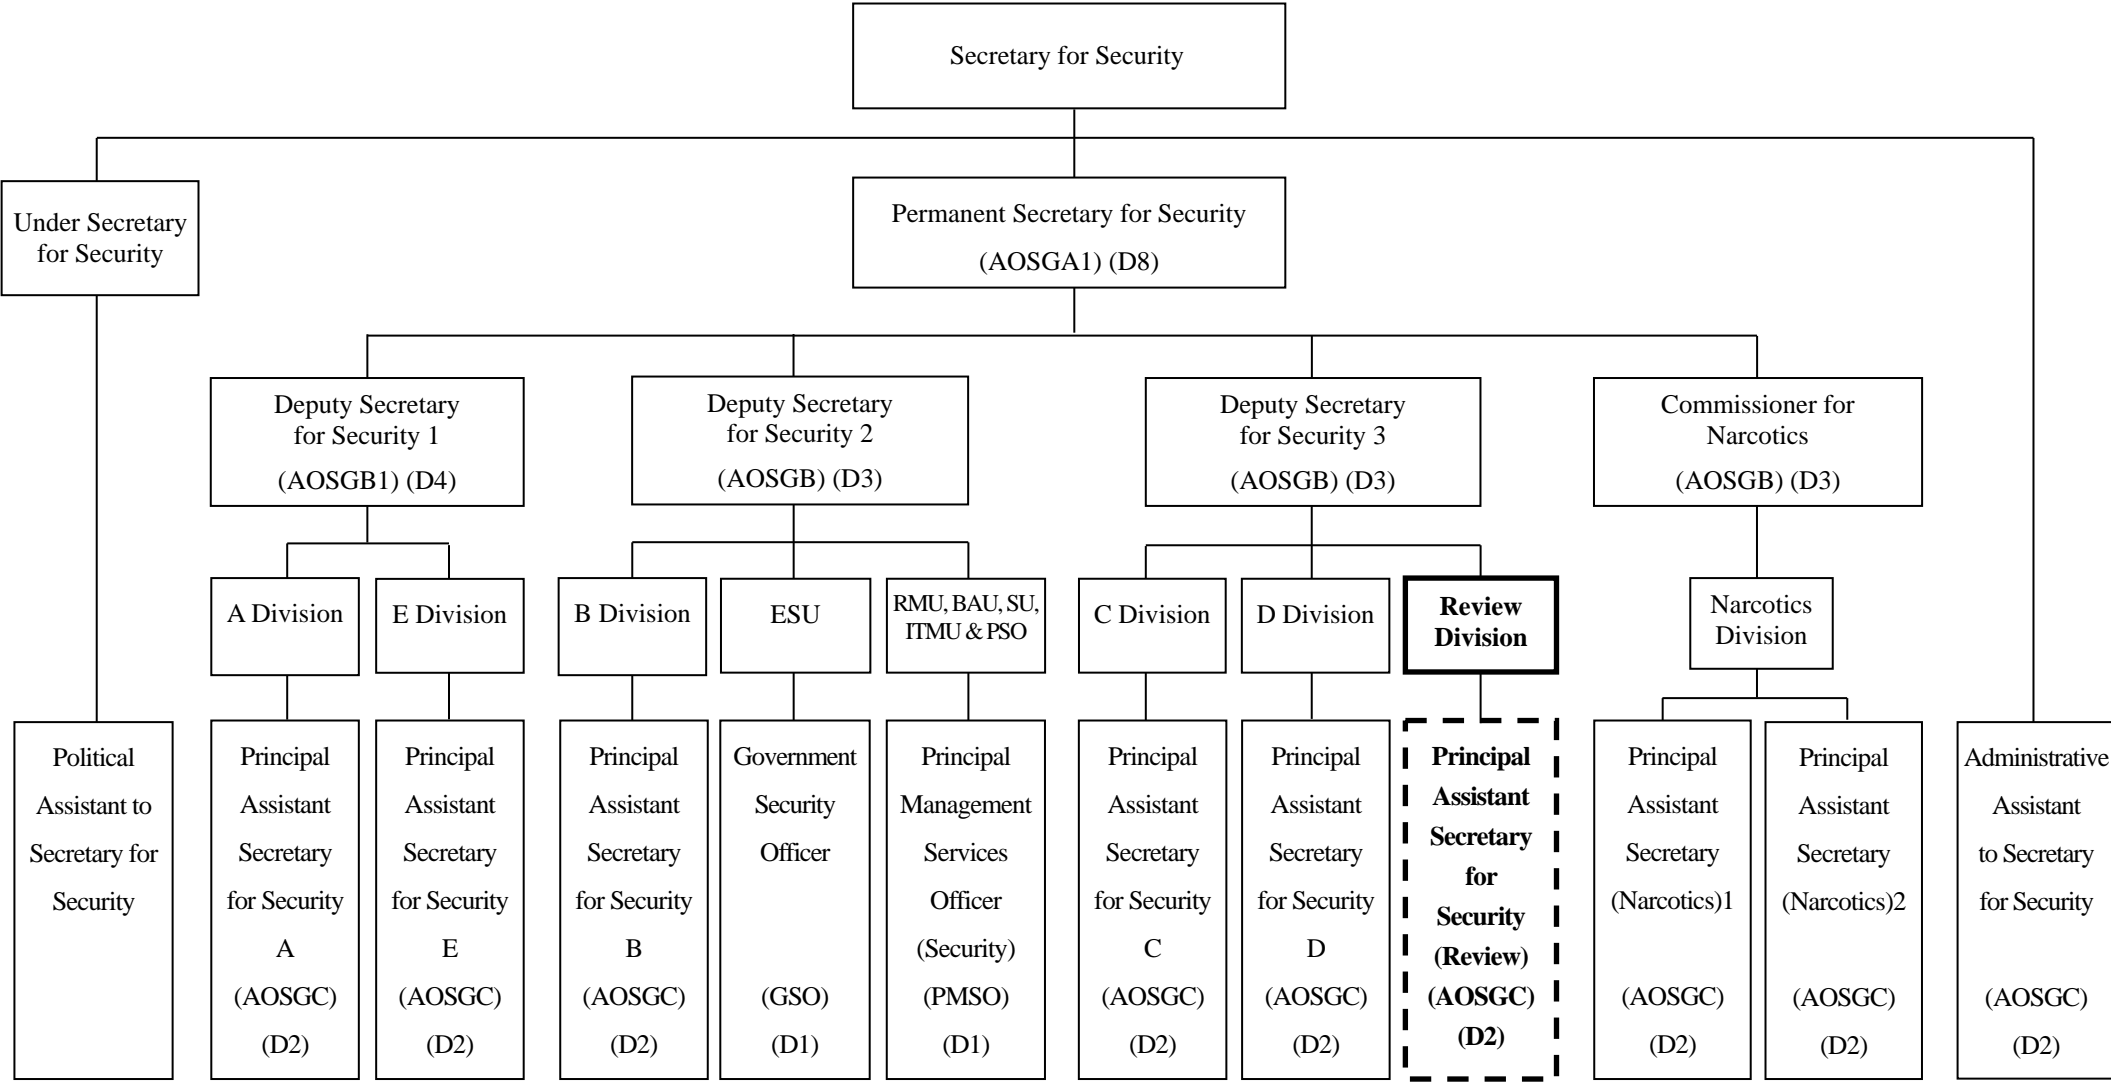 Secretary for Security
Under Secretary
for Security
Permanent Secretary for Security
(AOSGA1) (D8)
Deputy Secretary
for Security 1
(AOSGB1) (D4)
Deputy Secretary
for Security 2
(AOSGB) (D3)
Deputy Secretary
for Security 3
(AOSGB) (D3)
Commissioner for
Narcotics
(AOSGB) (D3)
A Division
E Division
B Division
ESU
RMU, BAU, SU,
ITMU & PSO
C Division
D Division
Review
Division
Narcotics
Division
Political
Assistant to
Secretary for
Security
Principal
Assistant
Secretary
for Security
A
(AOSGC)
(D2)
Principal
Assistant
Secretary
for Security
E
(AOSGC)
(D2)
Principal
Assistant
Secretary
for Security
B
(AOSGC)
(D2)
Government
Security
Officer
(GSO)
(D1)
Principal
Management
Services
Officer
(Security)
(PMSO)
(D1)
Principal
Assistant
Secretary
for Security
C
(AOSGC)
(D2)
Principal
Assistant
Secretary
for Security
D
(AOSGC)
(D2)
Principal
Assistant
Secretary
for
Security
(Review)
(AOSGC)
(D2)
Principal
Assistant
Secretary
(Narcotics)1
(AOSGC)
(D2)
Principal
Assistant
Secretary
(Narcotics)2
(AOSGC)
(D2)
Administrative
Assistant
to Secretary
for Security
(AOSGC)
(D2)